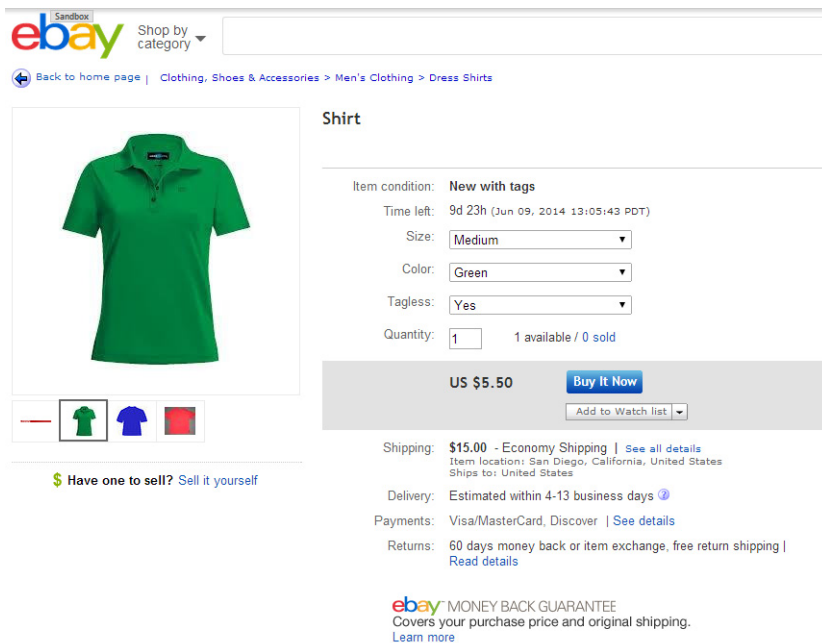 Sandbox
ebay
Shop by
category
Back to home page | Clothing, Shoes & Accessories > Men's Clothing > Dress Shirts
Shirt
Item condition: New with tags
Time left: 9d 23h (Jun 09, 2014 13:05:43 PDT)
Size: Medium
Color: Green
Tagless: Yes
Quantity: 1 1 available / 0 sold
US $5.50 Buy It Now
Add to Watch list
Shipping: $15.00 - Economy Shipping | See all details
Item location: San Diego, California, United States
Ships to: United States
Delivery: Estimated within 4-13 business days
Payments: Visa/MasterCard, Discover | See details
Returns: 60 days money back or item exchange, free return shipping |
Read details
$ Have one to sell? Sell it yourself
ebay MONEY BACK GUARANTEE
Covers your purchase price and original shipping.
Learn more